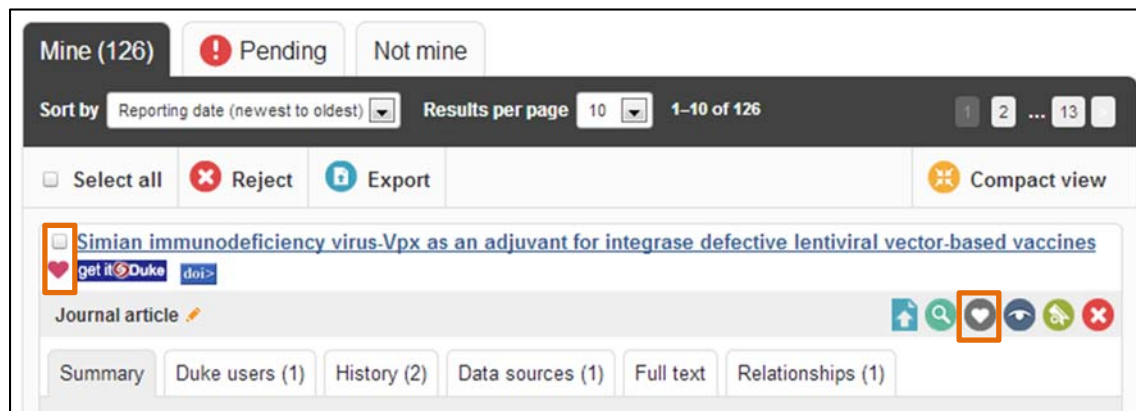 Mine (126) Pending Not mine
Sort by Reporting date (newest to oldest) Results per page 10 1–10 of 126 1 2 ... 13
Select all Reject Export Compact view
Simian immunodeficiency virus-Vpx as an adjuvant for integrase defective lentiviral vector-based vaccines
get it@Duke doi>
Journal article
Summary Duke users (1) History (2) Data sources (1) Full text Relationships (1)